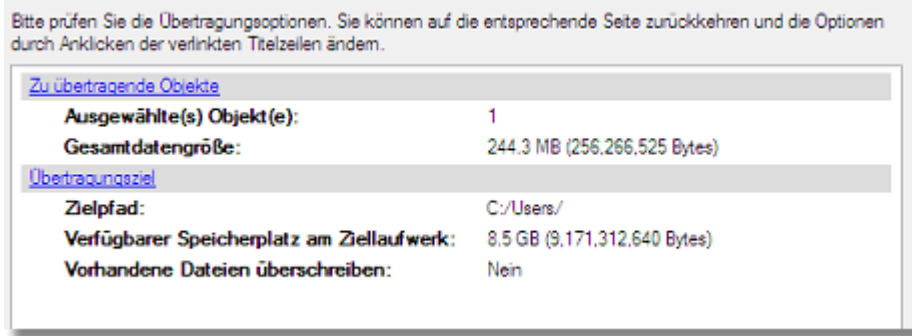 Bitte prüfen Sie die Übertragungsoptionen. Sie können auf die entsprechende Seite zurückkehren und die Optionen
durch Anklicken der verlinkten Titelzeilen ändern.
Zu übertragende Objekte
Ausgewählte(s) Objekt(e): 1
Gesamtdatengröße: 244.3 MB (256,266,525 Bytes)
Übertragungsziel
Zielpfad: C:/Users/
Verfügbarer Speicherplatz am Ziellaufwerk: 8.5 GB (9,171,312,640 Bytes)
Vorhandene Dateien überschreiben: Nein